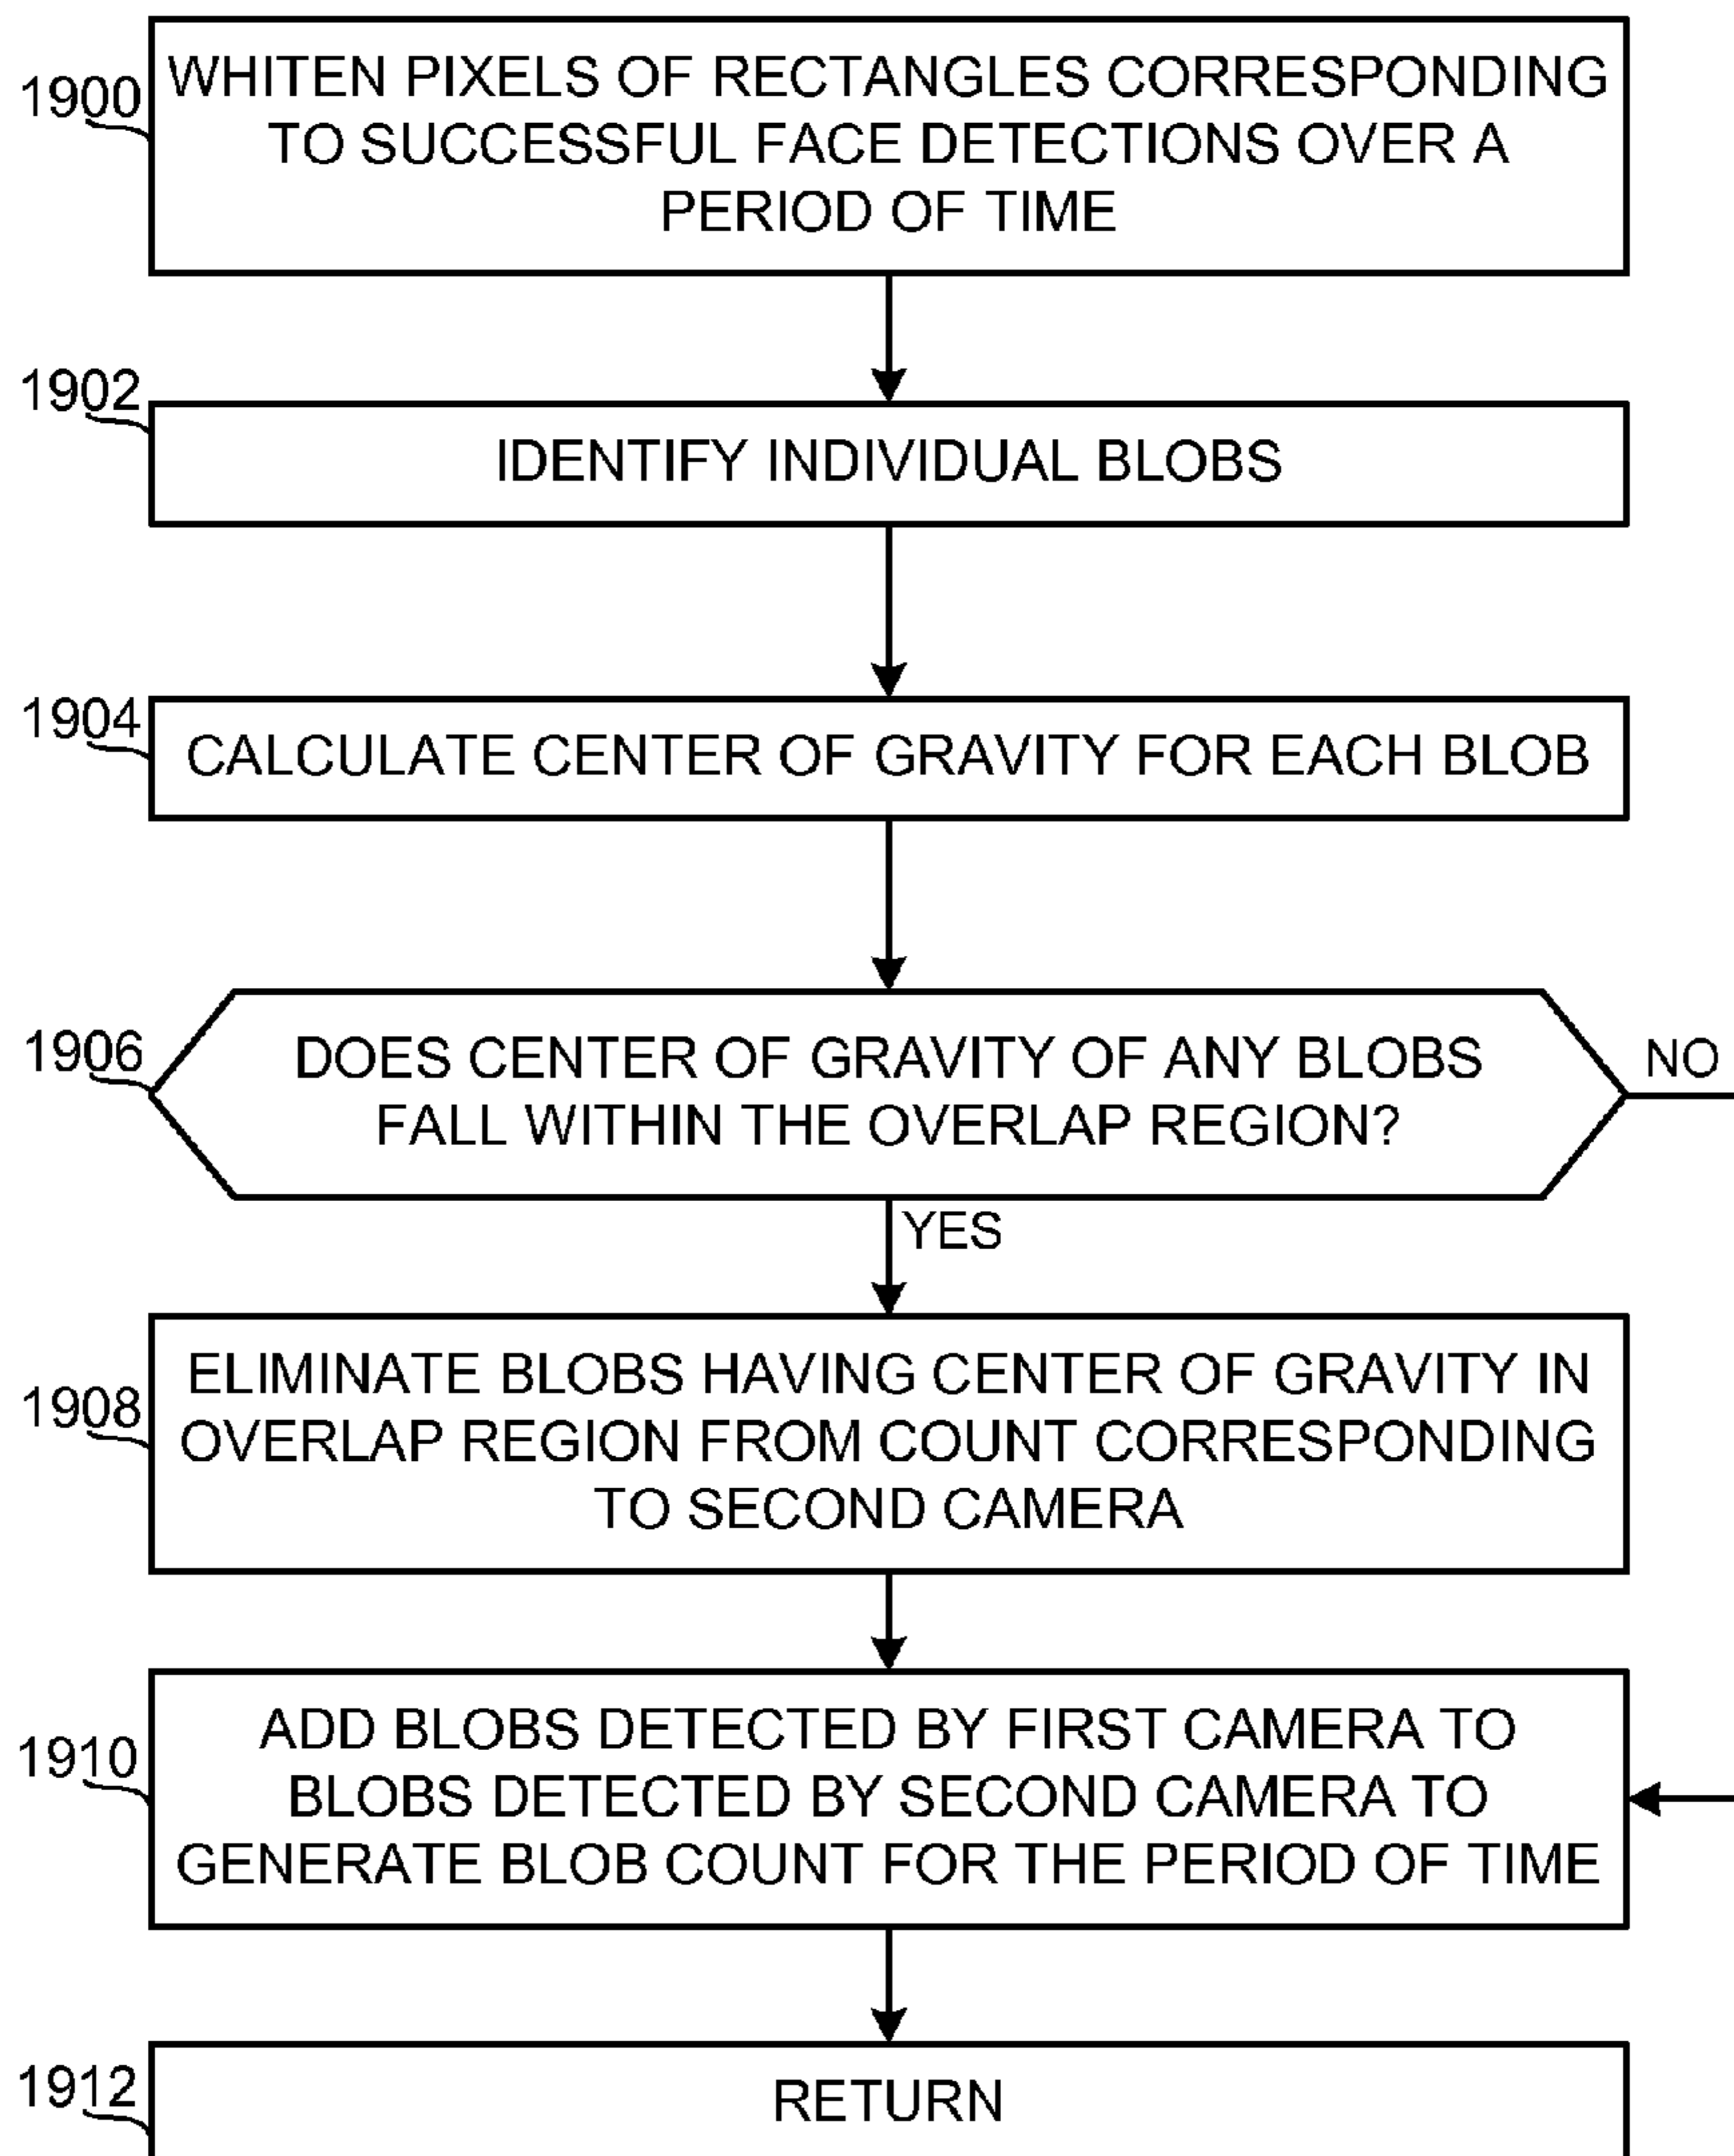 1900
WHITEN PIXELS OF RECTANGLES CORRESPONDING
TO SUCCESSFUL FACE DETECTIONS OVER A
PERIOD OF TIME
1902
IDENTIFY INDIVIDUAL BLOBS
1904
CALCULATE CENTER OF GRAVITY FOR EACH BLOB
1906
DOES CENTER OF GRAVITY OF ANY BLOBS
FALL WITHIN THE OVERLAP REGION?
NO
YES
1908
ELIMINATE BLOBS HAVING CENTER OF GRAVITY IN
OVERLAP REGION FROM COUNT CORRESPONDING
TO SECOND CAMERA
1910
ADD BLOBS DETECTED BY FIRST CAMERA TO
BLOBS DETECTED BY SECOND CAMERA TO
GENERATE BLOB COUNT FOR THE PERIOD OF TIME
1912
RETURN